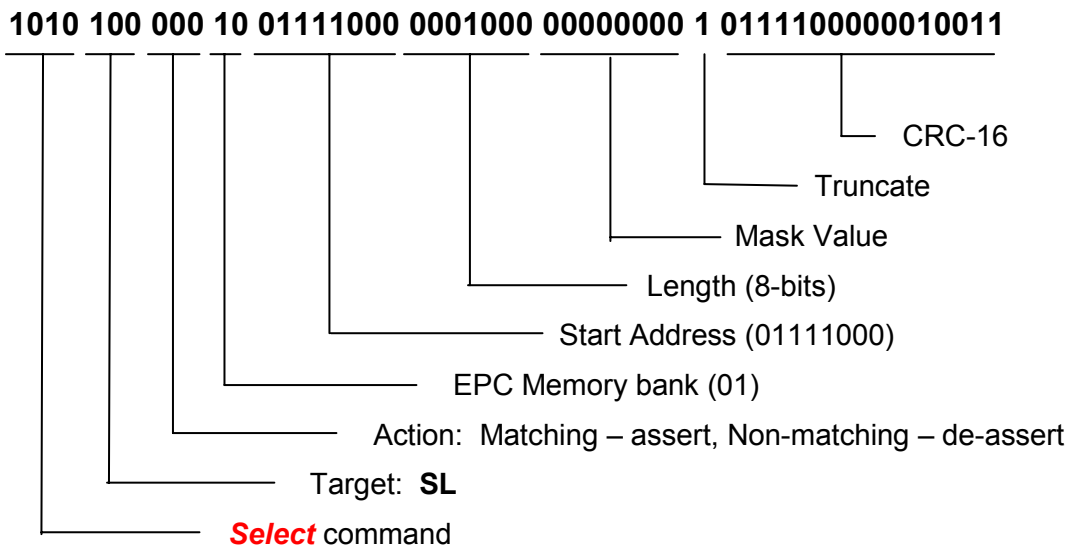 1010 100 000 10 01111000 0001000 00000000 1 0111100000010011
CRC-16
Truncate
Mask Value
Length (8-bits)
Start Address (01111000)
EPC Memory bank (01)
Action: Matching – assert, Non-matching – de-assert
Target: SL
Select command